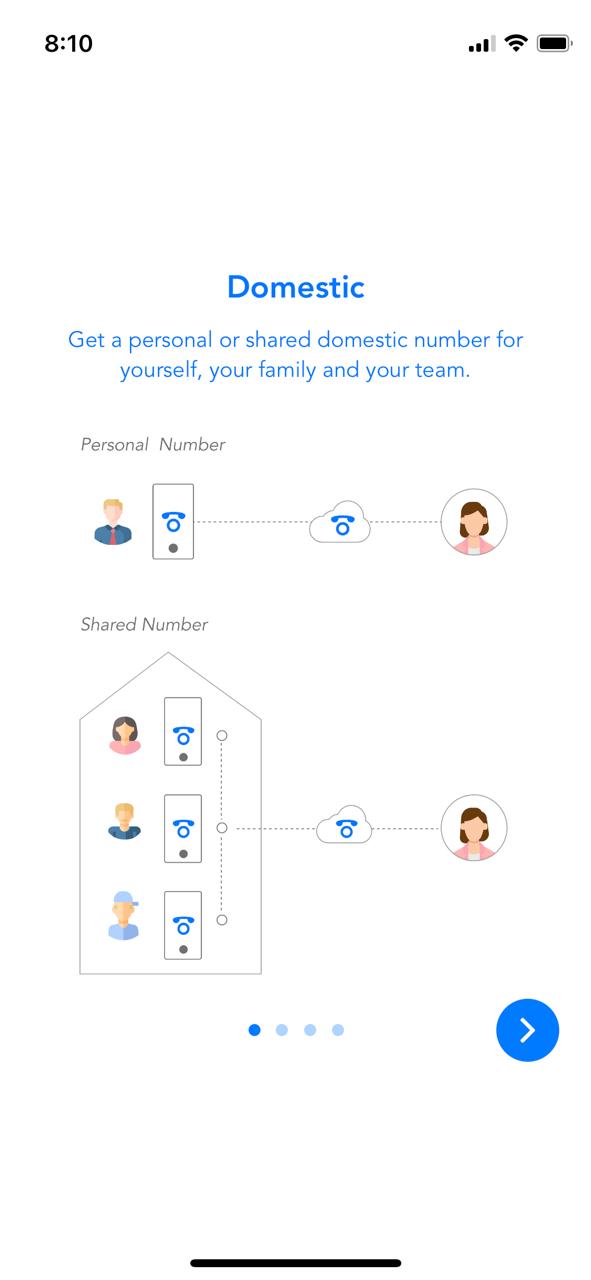 8:10
Domestic
Get a personal or shared domestic number for
yourself, your family and your team.
Personal Number
Shared Number